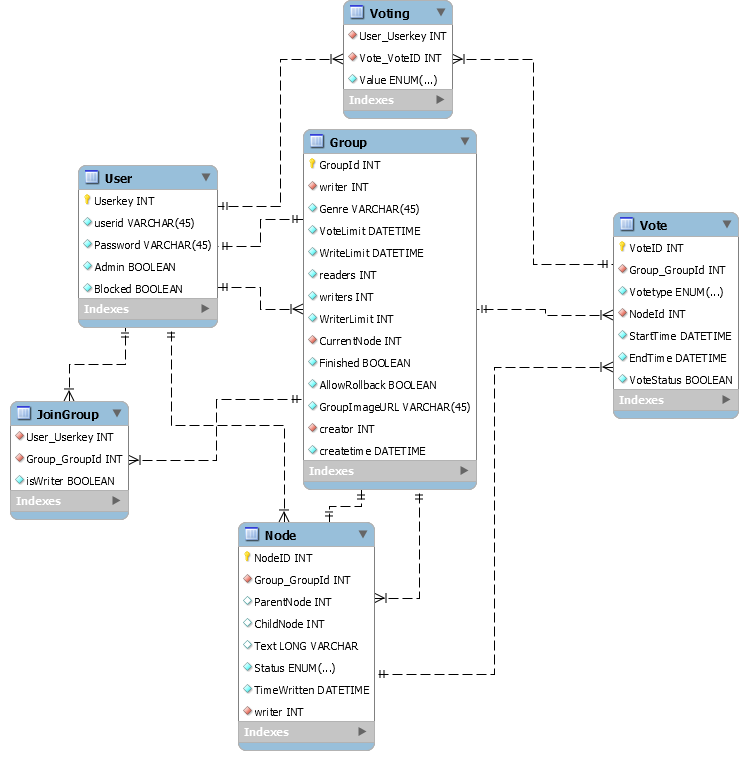 Voting
User_Userkey INT
Vote_VoteID INT
Value ENUM(...)
Indexes
Group
GroupId INT
writer INT
Genre VARCHAR(45)
VoteLimit DATETIME
WriteLimit DATETIME
readers INT
writers INT
WriterLimit INT
CurrentNode INT
Finished BOOLEAN
AllowRollback BOOLEAN
GroupImageURL VARCHAR(45)
creator INT
createtime DATETIME
Indexes
User
Userkey INT
userid VARCHAR(45)
Password VARCHAR(45)
Admin BOOLEAN
Blocked BOOLEAN
Indexes
Vote
VoteID INT
Group_GroupId INT
Votetype ENUM(...)
NodeId INT
StartTime DATETIME
EndTime DATETIME
VoteStatus BOOLEAN
Indexes
JoinGroup
User_Userkey INT
Group_GroupId INT
isWriter BOOLEAN
Indexes
Node
NodeID INT
Group_GroupId INT
ParentNode INT
ChildNode INT
Text LONG VARCHAR
Status ENUM(...)
TimeWritten DATETIME
writer INT
Indexes